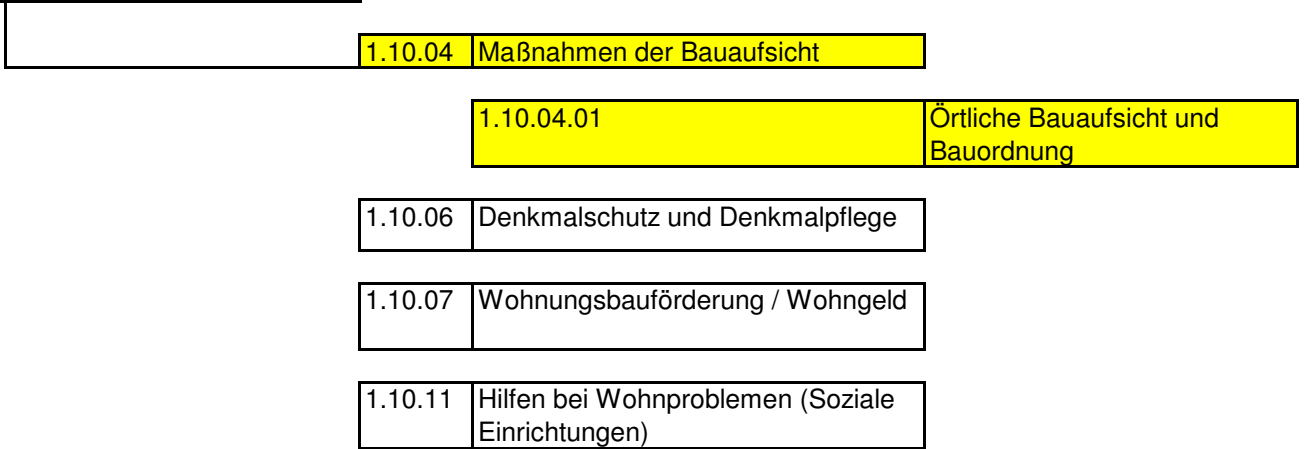 1.10.04 Maßnahmen der Bauaufsicht
1.10.04.01 Örtliche Bauaufsicht und
Bauordnung
1.10.06 Denkmalschutz und Denkmalpflege
1.10.07 Wohnungsbauförderung / Wohngeld
1.10.11 Hilfen bei Wohnproblemen (Soziale
Einrichtungen)